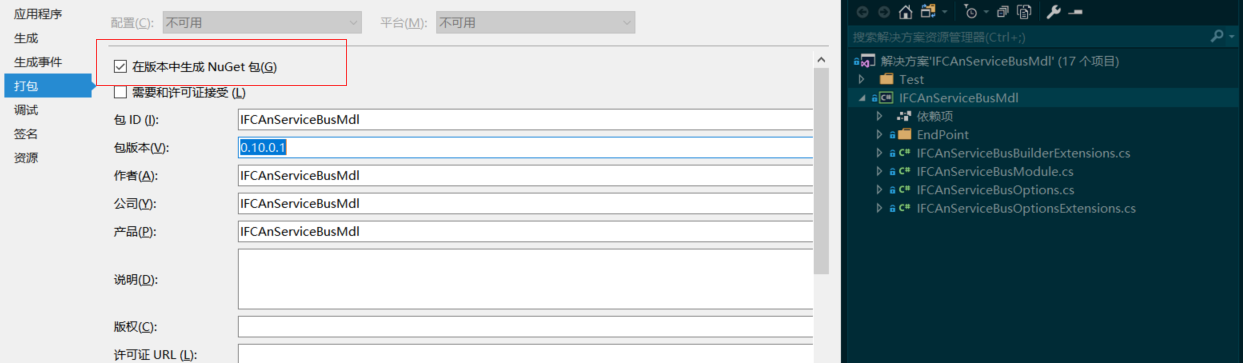 应用程序
生成
生成事件
打包
调试
签名
资源
配置(C): 不可用 平台(M): 不可用
在版本中生成 NuGet 包(G)
需要和许可证接受 (L)
包 ID (I): IFCAnServiceBusMdl
包版本(V): 0.10.0.1
作者(A): IFCAnServiceBusMdl
公司(Y): IFCAnServiceBusMdl
产品(P): IFCAnServiceBusMdl
说明(D):
版权(C):
许可证 URL (L):
搜索解决方案资源管理器(Ctrl+;)
解决方案'IFCAnServiceBusMdl' (17 个项目)
Test
IFCAnServiceBusMdl
依赖项
EndPoint
C# IFCAnServiceBusBuilderExtensions.cs
C# IFCAnServiceBusModule.cs
C# IFCAnServiceBusOptions.cs
C# IFCAnServiceBusOptionsExtensions.cs